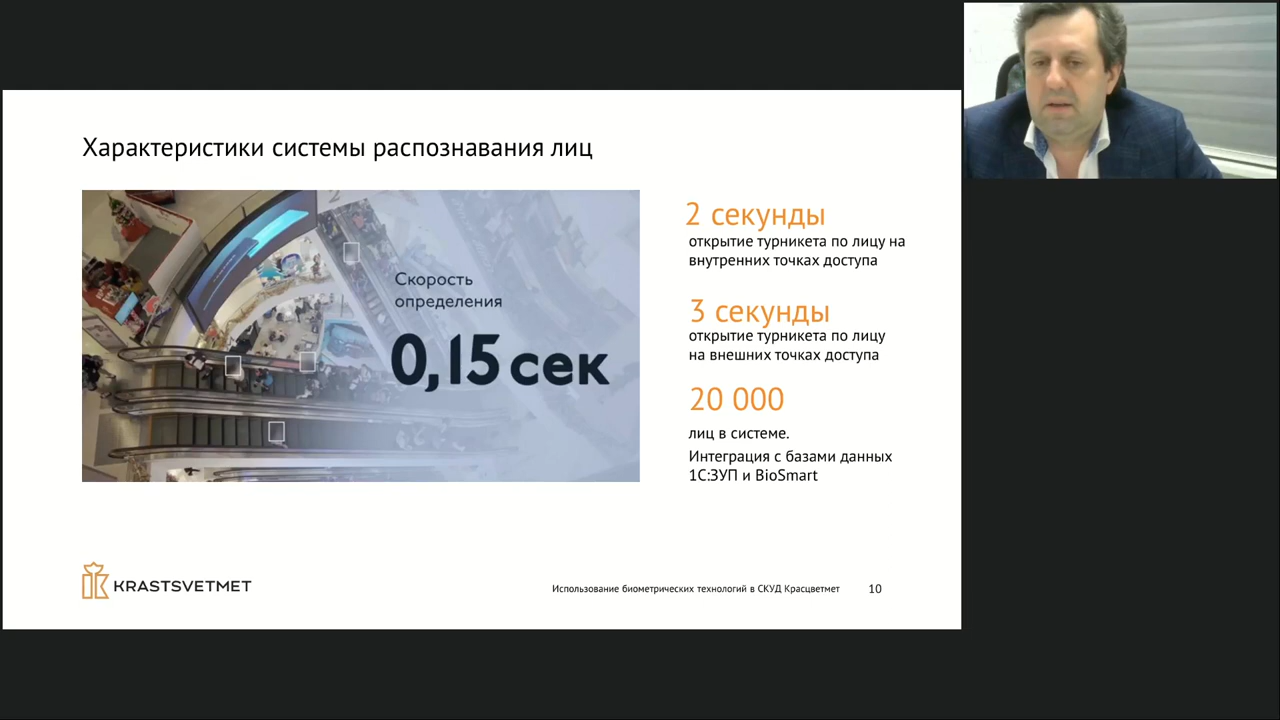 Характеристики системы распознавания лиц
Скорость
определения
0,15 сек
2 секунды
открытие турникета по лицу на
внутренних точках доступа
3 секунды
открытие турникета по лицу
на внешних точках доступа
20 000
лиц в системе.
Интеграция с базами данных
1С:ЗУП и BioSmart
KRASTSVETMET
Использование биометрических технологий в СКУД Красцветмет
10